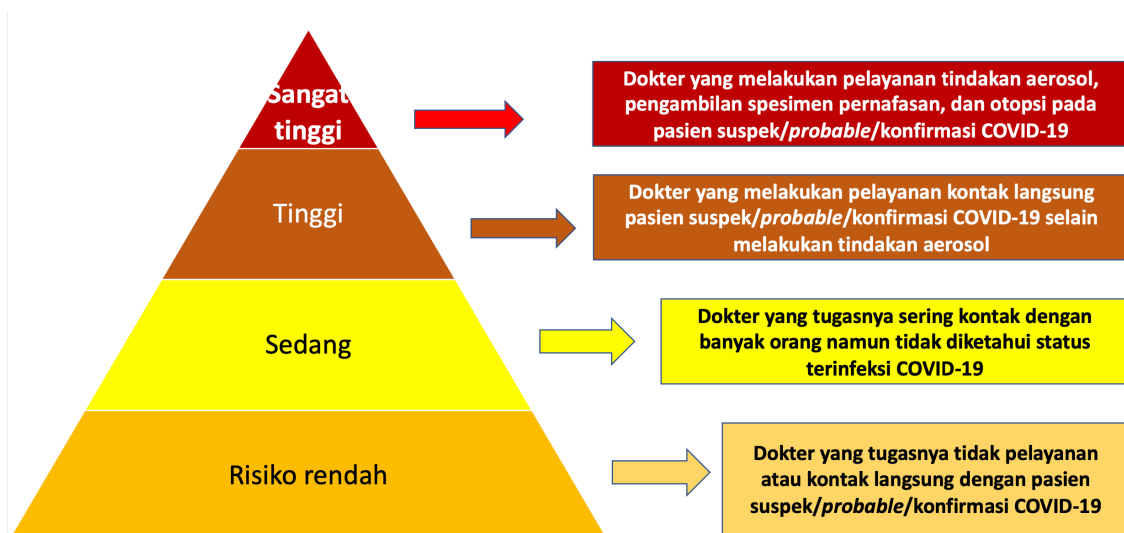 Sangat
tinggi
Dokter yang melakukan pelayanan tindakan aerosol,
pengambilan spesimen pernafasan, dan otopsi pada
pasien suspek/probable/konfirmasi COVID-19
Tinggi
Dokter yang melakukan pelayanan kontak langsung
pasien suspek/probable/konfirmasi COVID-19 selain
melakukan tindakan aerosol
Sedang
Dokter yang tugasnya sering kontak dengan
banyak orang namun tidak diketahui status
terinfeksi COVID-19
Risiko rendah
Dokter yang tugasnya tidak pelayanan
atau kontak langsung dengan pasien
suspek/probable/konfirmasi COVID-19